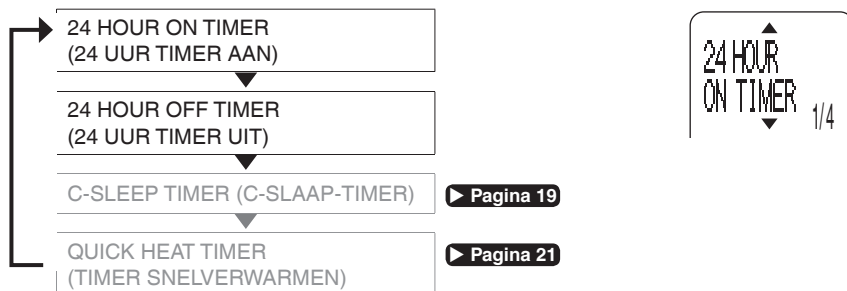 24 HOUR ON TIMER
(24 UUR TIMER AAN)
24 HOUR OFF TIMER
(24 UUR TIMER UIT)
C-SLEEP TIMER (C-SLAAP-TIMER)
▶ Pagina 19
QUICK HEAT TIMER
(TIMER SNELVERWARMEN)
▶ Pagina 21
24 HOUR
ON TIMER
1/4